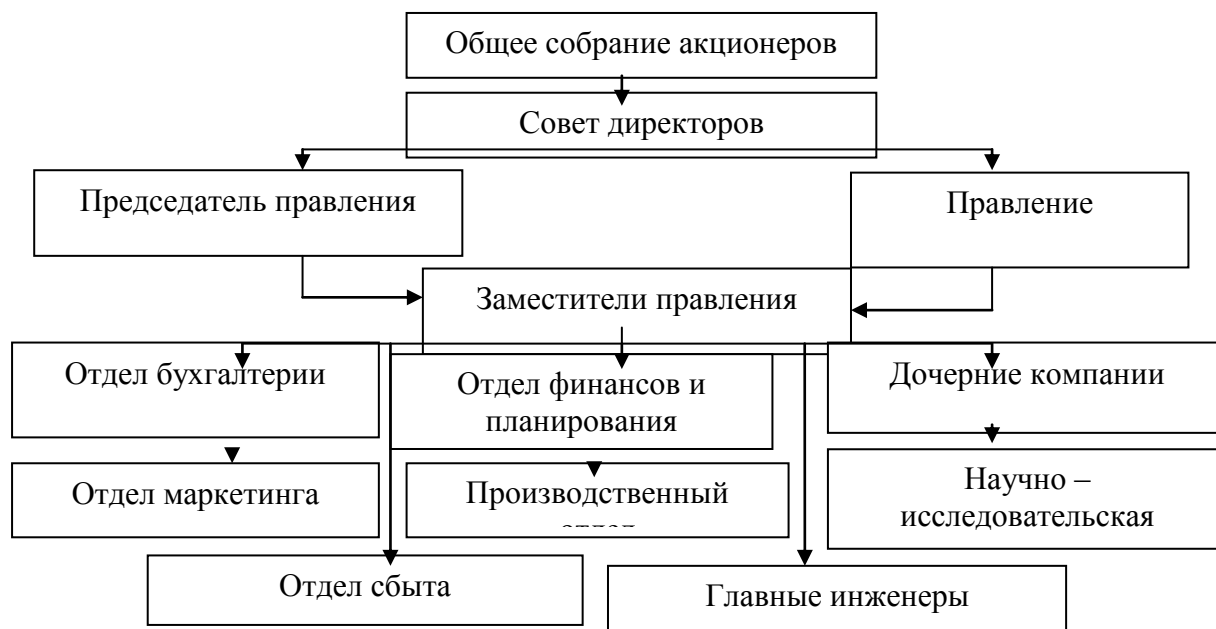 Общее собрание акционеров
Совет директоров
Председатель правления
Правление
Заместители правления
Отдел бухгалтерии
Отдел финансов и
планирования
Дочерние компании
Отдел маркетинга
Производственный
Научно –
исследовательская
Отдел сбыта
Главные инженеры